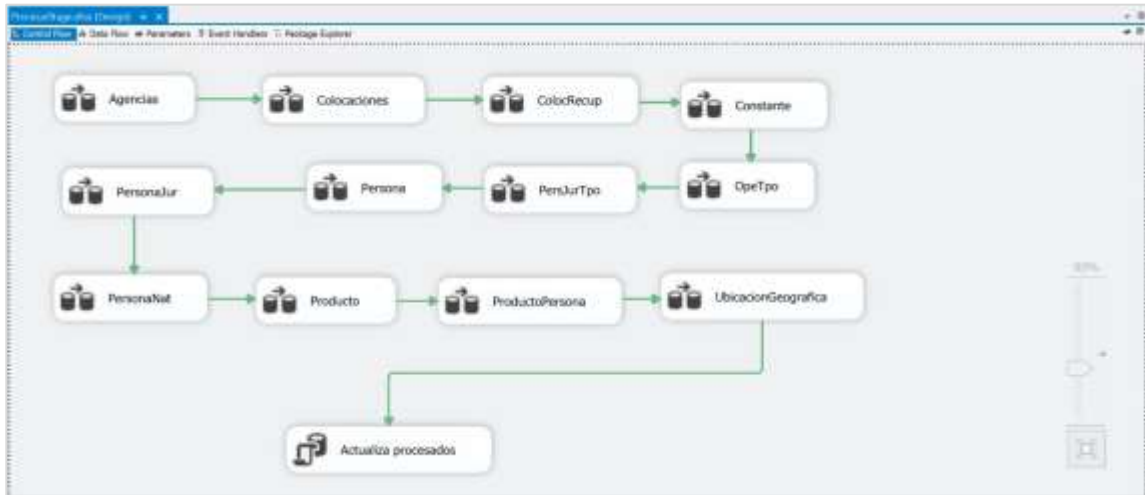 Control Flow Data Flow Parameters Event Handlers Package Explorer
Agencias
Colocaciones
ColocRecup
Constante
PersonaJur
Persona
PersJurTpo
OpeTpo
PersonaNat
Producto
ProductoPersona
UbicacionGeografica
Actualiza procesados